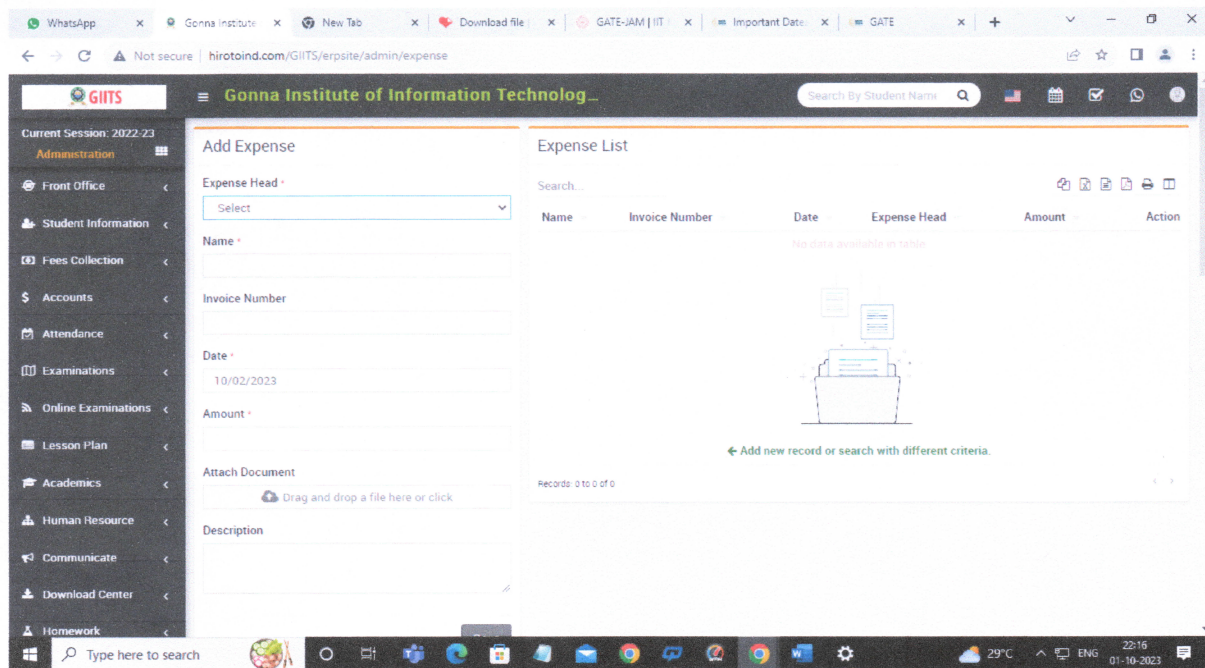 WhatsApp
Gonna Institute
New Tab
Download file
GATE-JAM | IIT
Important Date
GATE
Not secure | hirotoind.com/GIITS/erpsite/admin/expense
GIITS
Gonna Institute of Information Technolog...
Search By Student Name
Current Session: 2022-23
Administration
Front Office
Student Information
Fees Collection
$ Accounts
Attendance
Examinations
Online Examinations
Lesson Plan
Academics
Human Resource
Communicate
Download Center
Homework
Add Expense
Expense Head *
Select
Name *
Invoice Number
Date *
10/02/2023
Amount *
Attach Document
Drag and drop a file here or click
Description
Expense List
Search...
Name Invoice Number Date Expense Head Amount Action
No data available in table
Add new record or search with different criteria.
Records: 0 to 0 of 0
Type here to search
29°C
ENG
22:16
01-10-2023